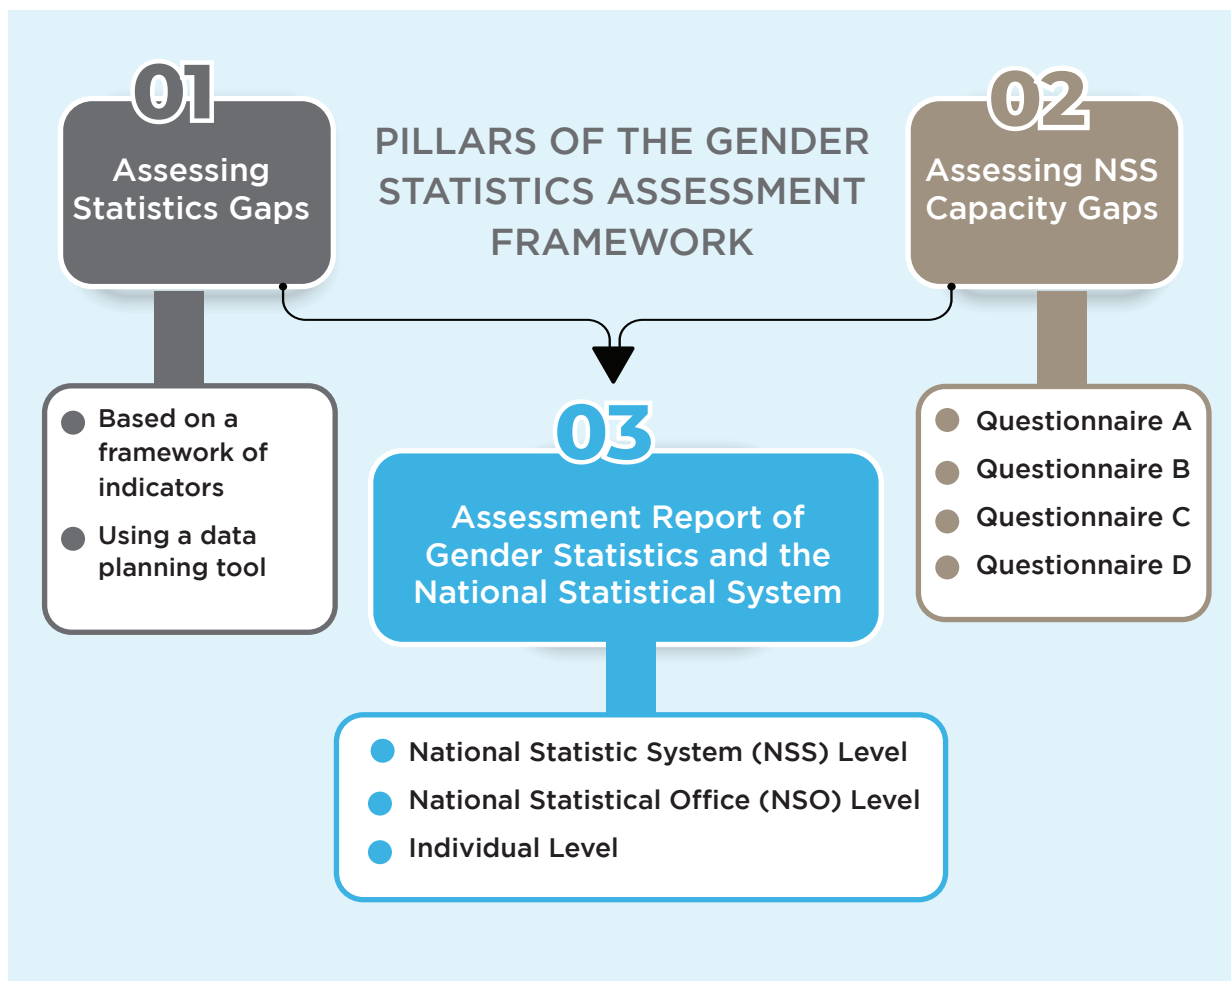 01
Assessing
Statistics Gaps
PILLARS OF THE GENDER
STATISTICS ASSESSMENT
FRAMEWORK
02
Assessing NSS
Capacity Gaps
Based on a
framework of
indicators
Using a data
planning tool
Questionnaire A
Questionnaire B
Questionnaire C
Questionnaire D
03
Assessment Report of
Gender Statistics and the
National Statistical System
National Statistic System (NSS) Level
National Statistical Office (NSO) Level
Individual Level